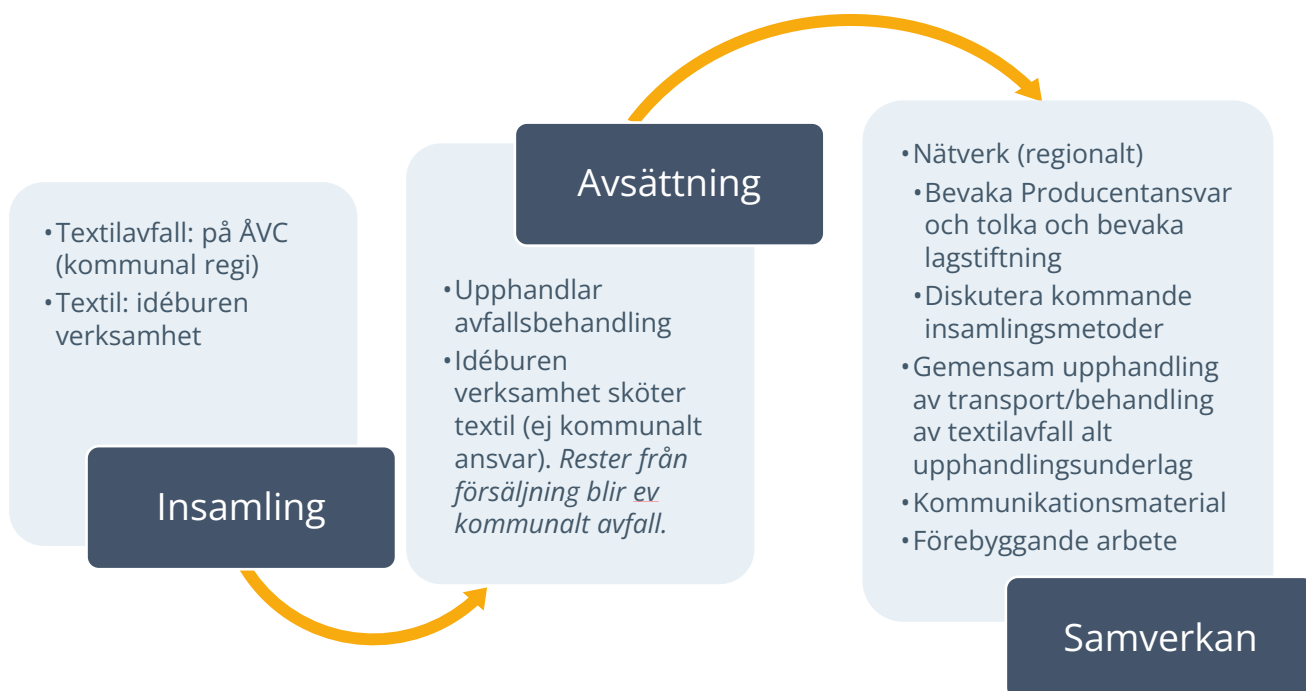 •Textilavfall: på ÅVC
(kommunal regi)
•Textil: idéburen
verksamhet
Insamling
Avsättning
•Upphandlar
avfallsbehandling
•Idéburen
verksamhet sköter
textil (ej kommunalt
ansvar). Rester från
försäljning blir ev
kommunalt avfall.
•Nätverk (regionalt)
•Bevaka Producentansvar
och tolka och bevaka
lagstiftning
•Diskutera kommande
insamlingsmetoder
•Gemensam upphandling
av transport/behandling
av textilavfall alt
upphandlingsunderlag
•Kommunikationsmaterial
•Förebyggande arbete
Samverkan